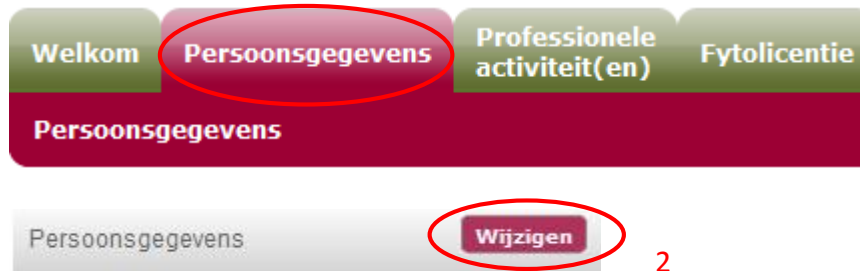 Welkom Persoonsgegevens Professionele activiteit(en) Fytolicentie
Persoonsgegevens
Persoonsgegevens Wijzigen
2